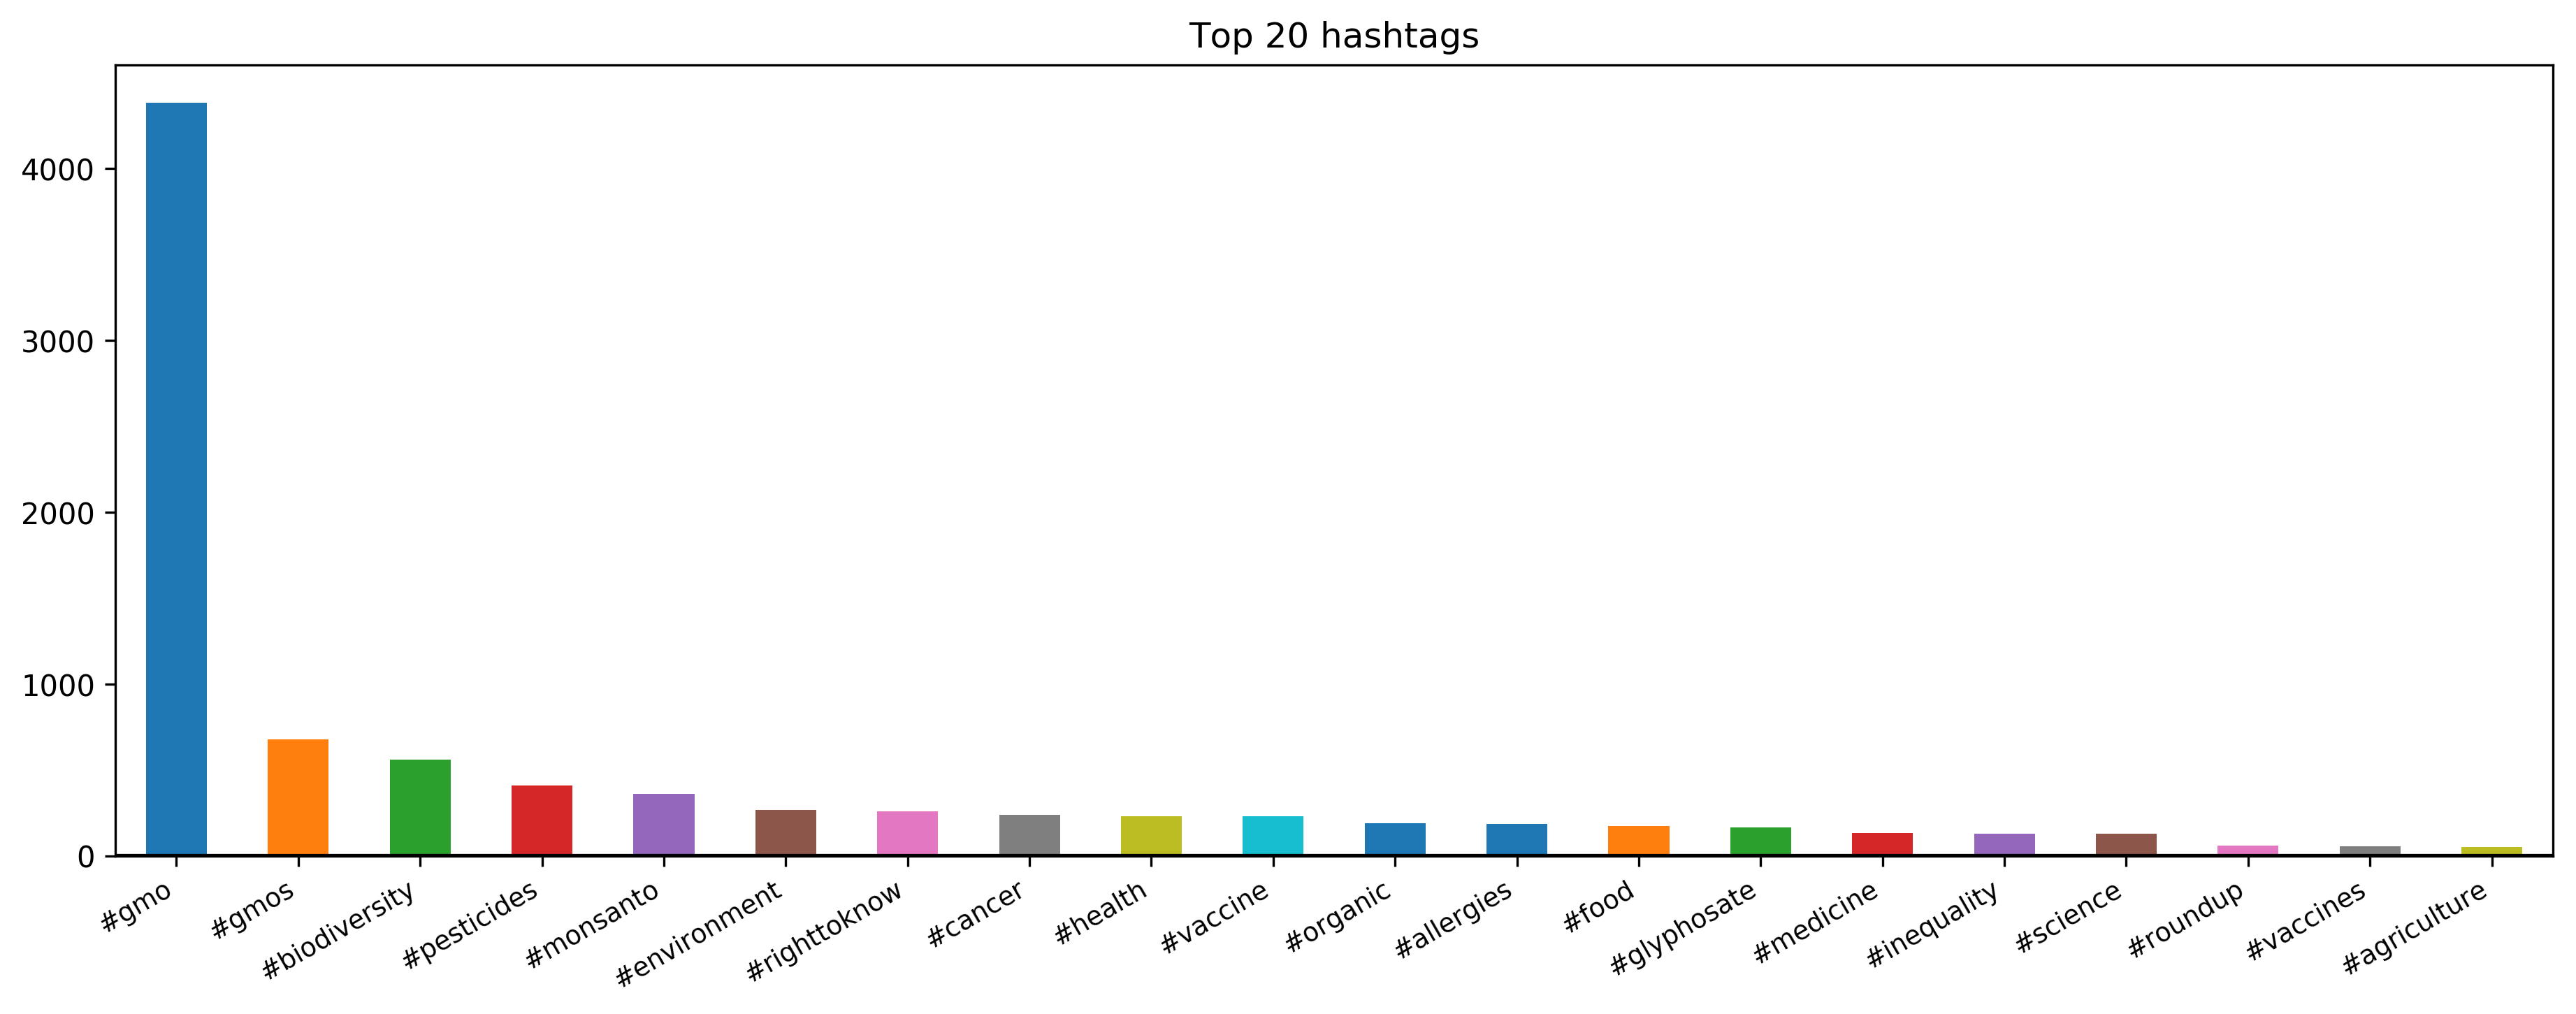 Top 20 hashtags
4000
3000
2000
1000
0
#gmo
#gmos
#biodiversity
#pesticides
#monsanto
#environment
#righttoknow
#cancer
#health
#vaccine
#organic
#allergies
#food
#glyphosate
#medicine
#inequality
#science
#roundup
#vaccines
#agriculture